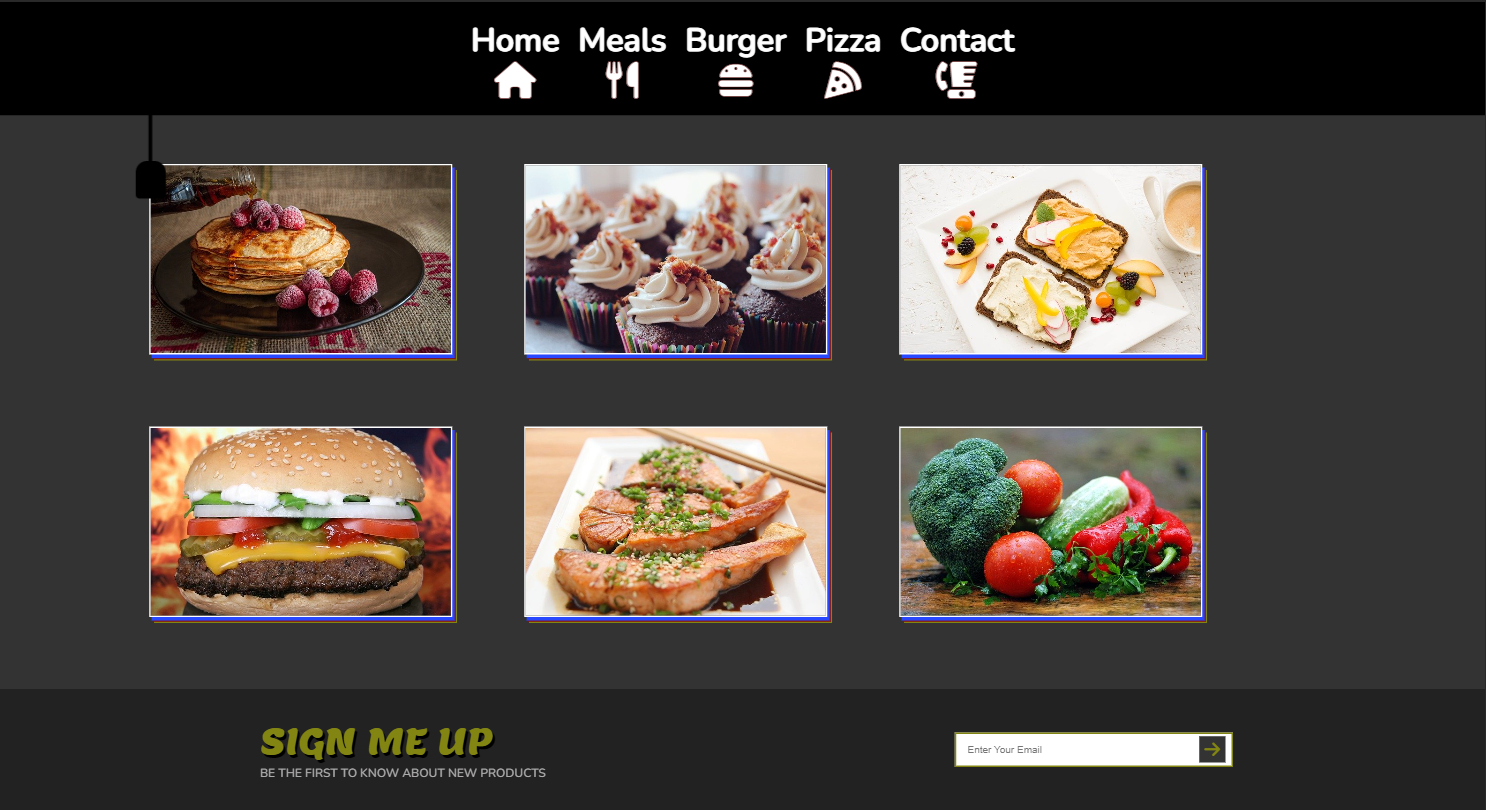 Home Meals Burger Pizza Contact
SIGN ME UP
BE THE FIRST TO KNOW ABOUT NEW PRODUCTS
Enter Your Email